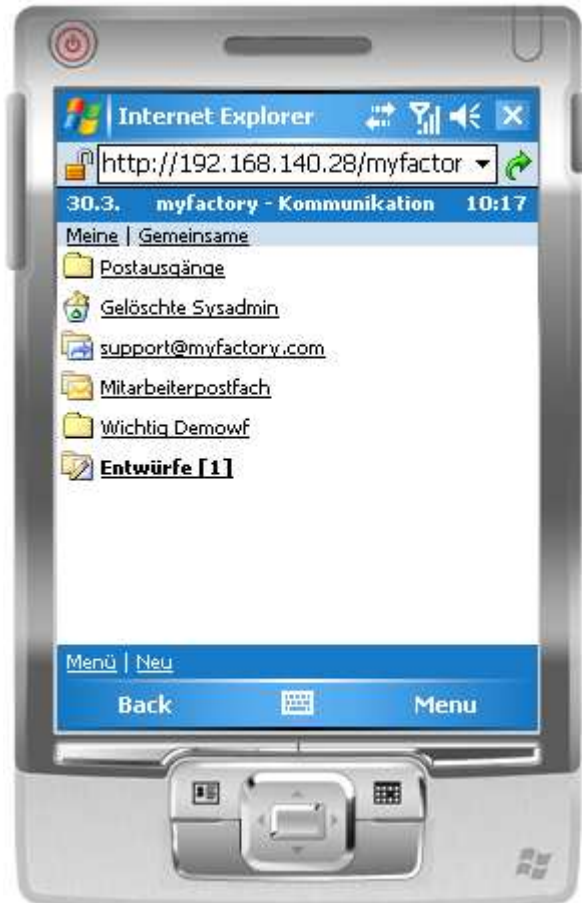 Internet Explorer
http://192.168.140.28/myfactor
30.3. myfactory - Kommunikation 10:17
Meine | Gemeinsame
Postausgänge
Gelöschte Sysadmin
support@myfactory.com
Mitarbeiterpostfach
Wichtig Demowf
Entwürfe [1]
Menü | Neu
Back Menu